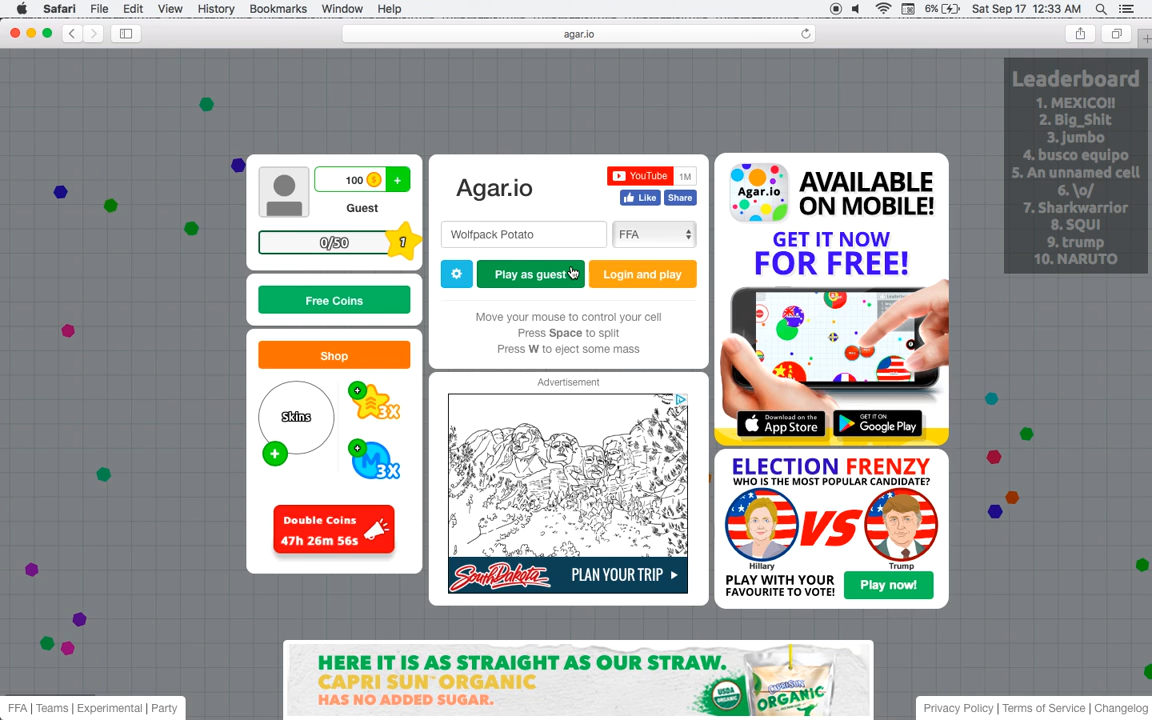 Safari File Edit View History Bookmarks Window Help
6% Sat Sep 17 12:33 AM
agar.io
Leaderboard
1. MEXICO!!
2. Big_Shit
3. jumbo
4. busco equipo
5. An unnamed cell
6. \o/
7. Sharkwarrior
8. SQUI
9. trump
10. NARUTO
100 +
Guest
0/50 1
Free Coins
Shop
Skins
3X
M 3X
Double Coins
47h 26m 56s
Agar.io
YouTube 1M
Like Share
Wolfpack Potato FFA
Play as guest Login and play
Move your mouse to control your cell
Press Space to split
Press W to eject some mass
Advertisement
South Dakota PLAN YOUR TRIP
Agar.io
AVAILABLE
ON MOBILE!
GET IT NOW
FOR FREE!
Download on the App Store
GET IT ON Google Play
ELECTION FRENZY
WHO IS THE MOST POPULAR CANDIDATE?
VS
Hillary Trump
PLAY WITH YOUR
FAVOURITE TO VOTE!
Play now!
HERE IT IS AS STRAIGHT AS OUR STRAW.
CAPRI SUN™ ORGANIC
HAS NO ADDED SUGAR.
USDA ORGANIC
ORGANIC
FFA | Teams | Experimental | Party
Privacy Policy | Terms of Service | Changelog